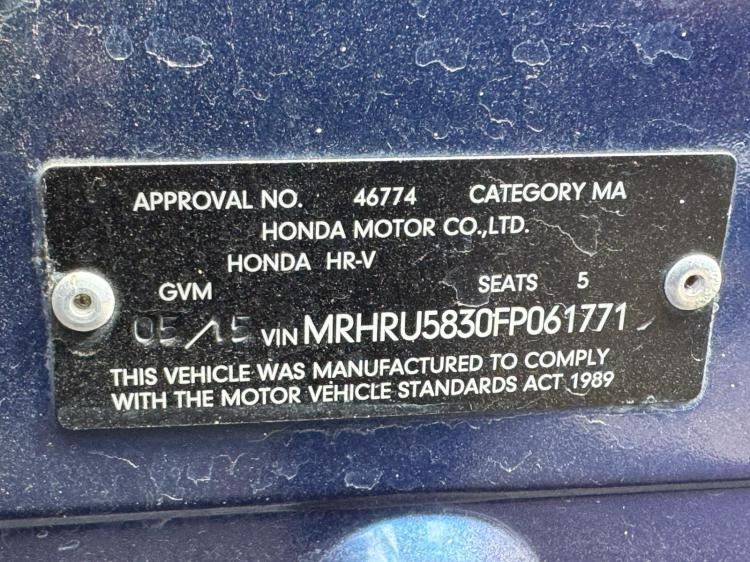 APPROVAL NO. 46774 CATEGORY MA
HONDA MOTOR CO.,LTD.
HONDA HR-V
GVM SEATS 5
05/15 VIN MRHRU5830FP061771
THIS VEHICLE WAS MANUFACTURED TO COMPLY
WITH THE MOTOR VEHICLE STANDARDS ACT 1989